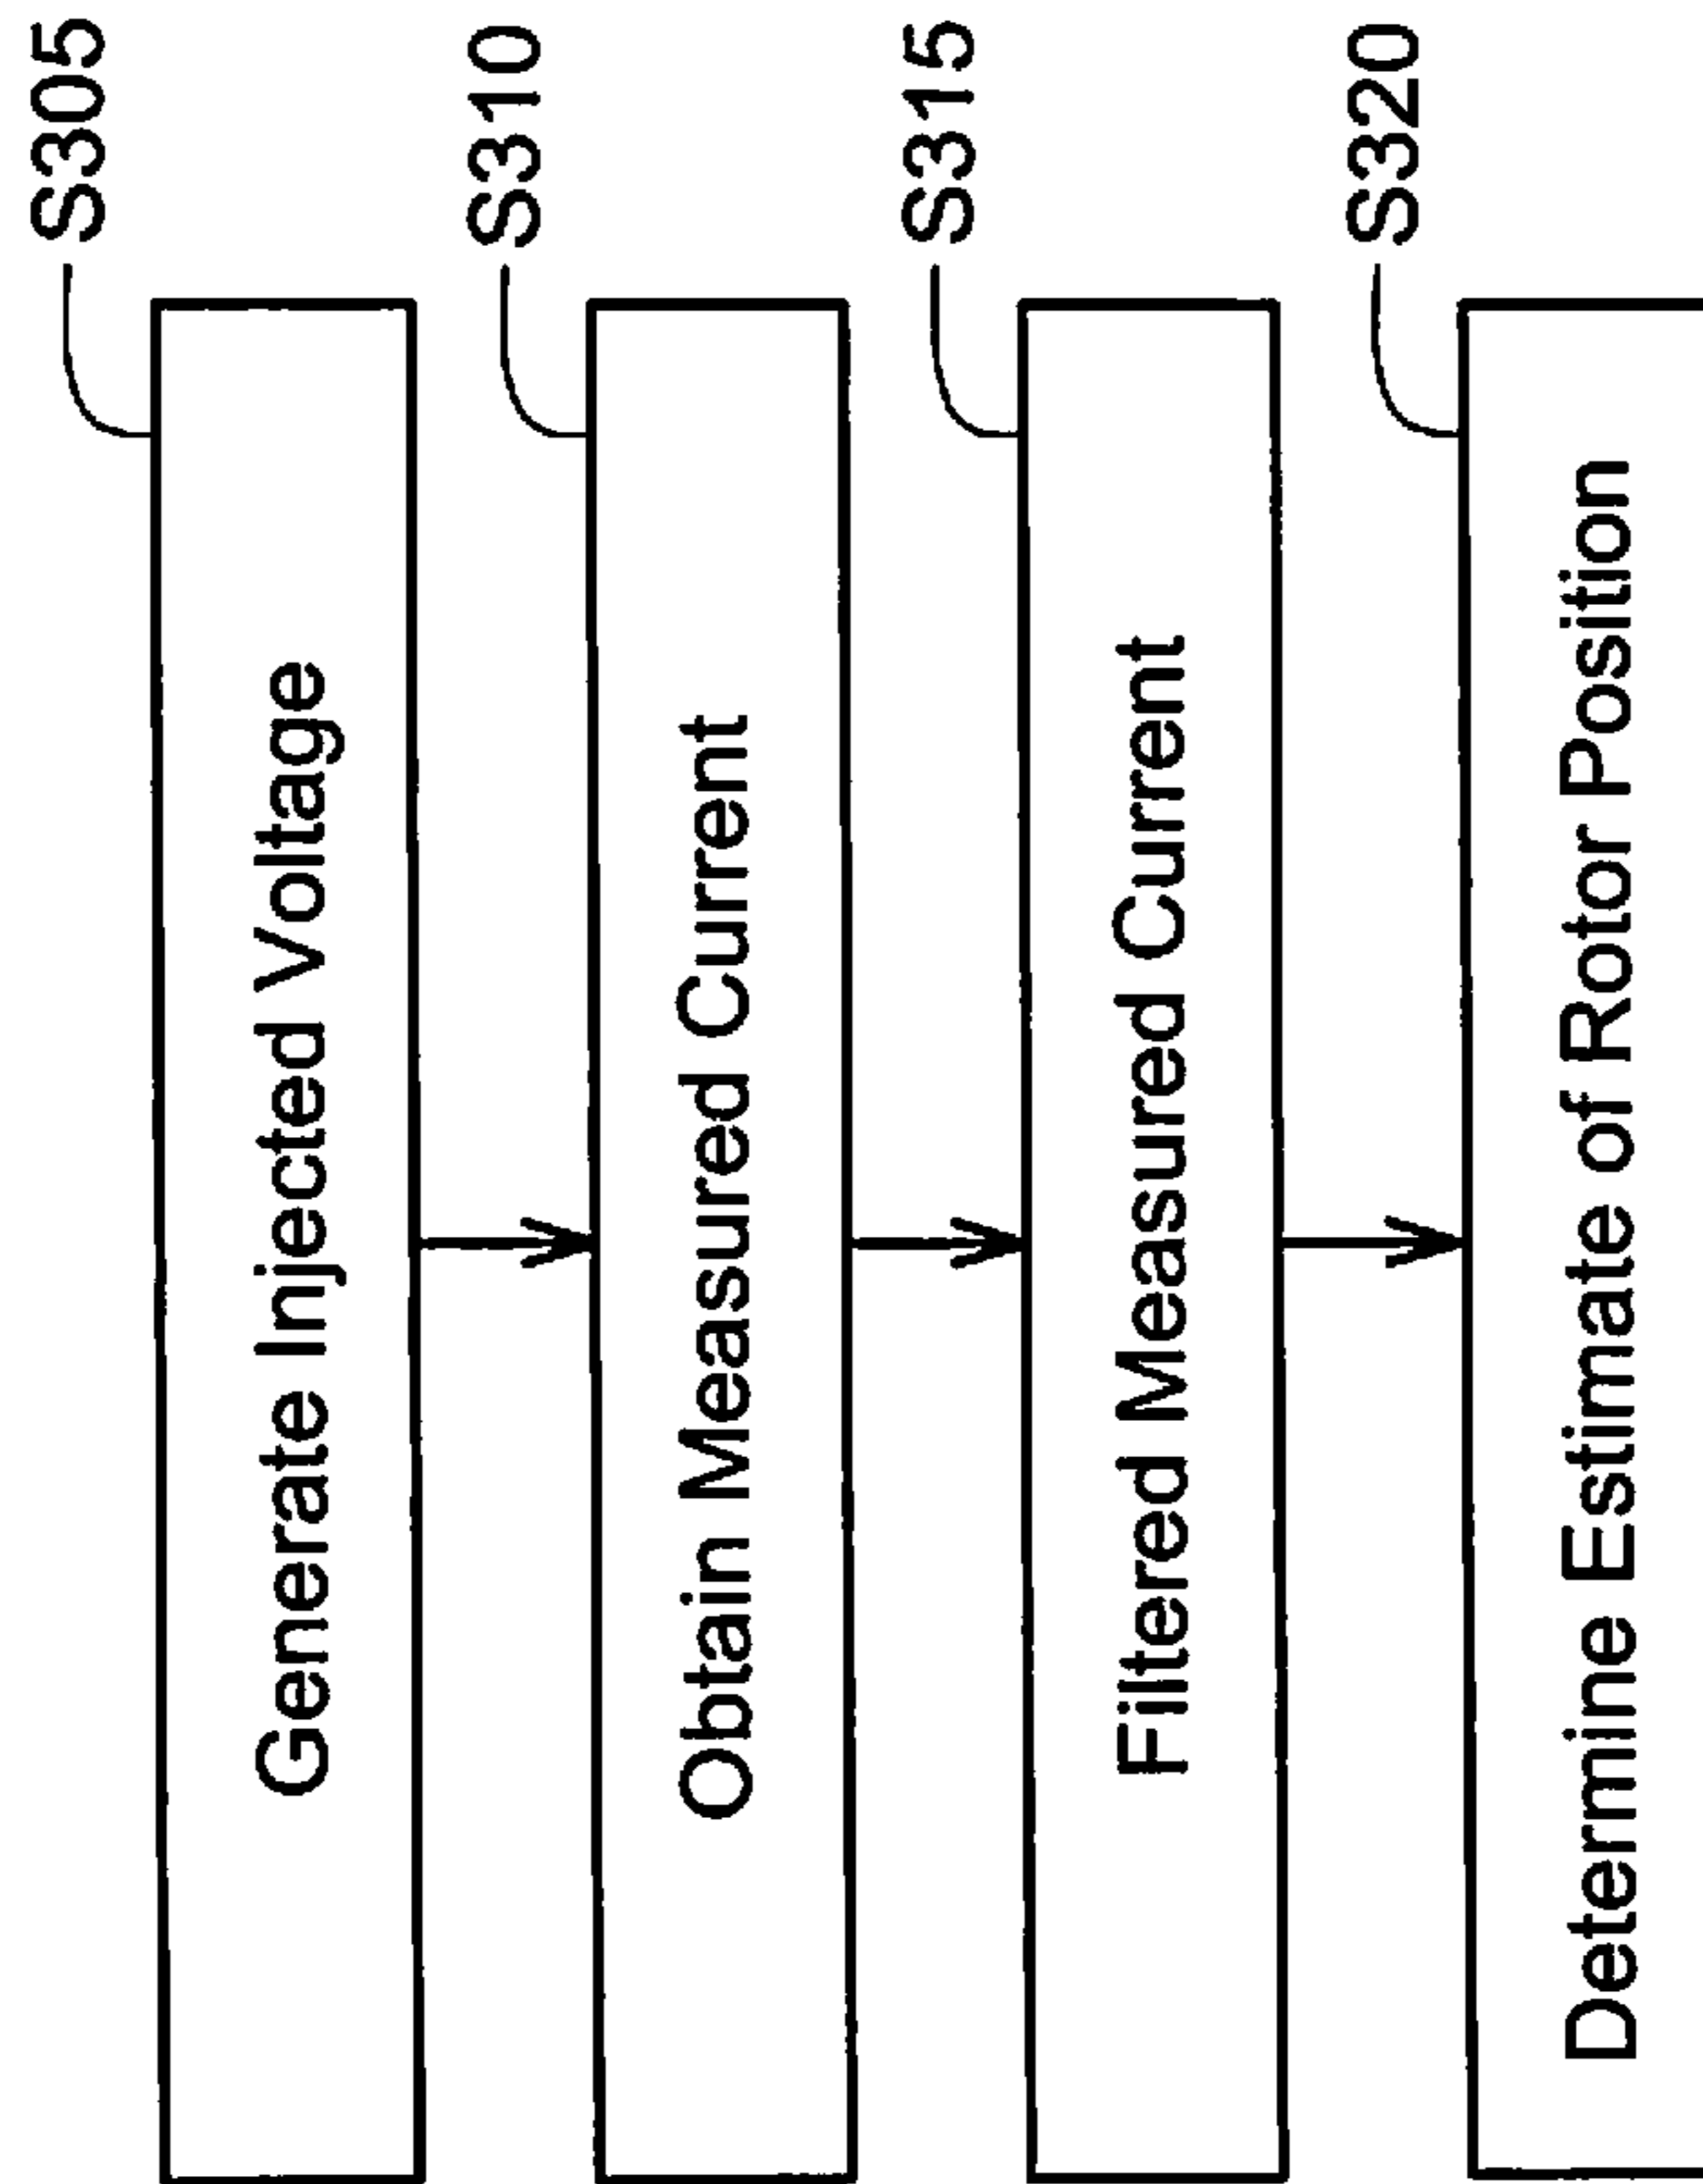 S305
Generate Injected Voltage
S310
Obtain Measured Current
S315
Filtered Measured Current
S320
Determine Estimate of Rotor Position